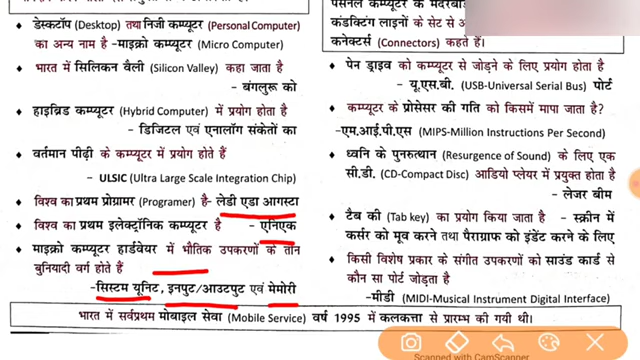 डेस्कटॉप (Desktop) तथा निजी कम्प्यूटर (Personal Computer)
का अन्य नाम है -माइक्रो कम्प्यूटर (Micro Computer)
भारत में सिलिकन वैली (Silicon Valley) कहा जाता है
- बंगलुरू को
हाइब्रिड कम्प्यूटर (Hybrid Computer) में प्रयोग होता है
- डिजिटल एवं एनालॉग संकेतों का
वर्तमान पीढ़ी के कम्प्यूटर में प्रयोग होते हैं
- ULSIC (Ultra Large Scale Integration Chip)
विश्व का प्रथम प्रोग्रामर (Programer) है- लेडी एडा आगस्टा
विश्व का प्रथम इलेक्ट्रॉनिक कम्प्यूटर है - एनिएक
माइक्रो कम्प्यूटर हार्डवेयर में भौतिक उपकरणों के तीन
बुनियादी वर्ग होते हैं
-सिस्टम यूनिट, इनपुट/आउटपुट एवं मेमोरी
पर्सनल कम्प्यूटर के मदरबोर्ड
कंडक्टिंग लाइनों के सेट से
कनेक्टर्स (Connectors) कहते हैं।
पेन ड्राइव को कम्प्यूटर से जोड़ने के लिए प्रयोग होता है
- यू.एस.बी. (USB-Universal Serial Bus) पोर्ट
कम्प्यूटर के प्रोसेसर की गति को किसमें मापा जाता है?
-एम.आई.पी.एस (MIPS-Million Instructions Per Second)
ध्वनि के पुनरुत्थान (Resurgence of Sound) के लिए एक
सी.डी. (CD-Compact Disc) आडियो प्लेयर में प्रयुक्त होता है
- लेजर बीम
टैब की (Tab key) का प्रयोग किया जाता है - स्क्रीन में
कर्सर को मूव करने तथा पैराग्राफ को इंडेंट करने के लिए
किसी विशेष प्रकार के संगीत उपकरणों को साउंड कार्ड से
कौन सा पोर्ट जोड़ता है
- मीडी (MIDI-Musical Instrument Digital Interface)
भारत में सर्वप्रथम मोबाइल सेवा (Mobile Service) वर्ष 1995 में कलकत्ता से प्रारम्भ की गयी थी।
Scanned with CamScanner